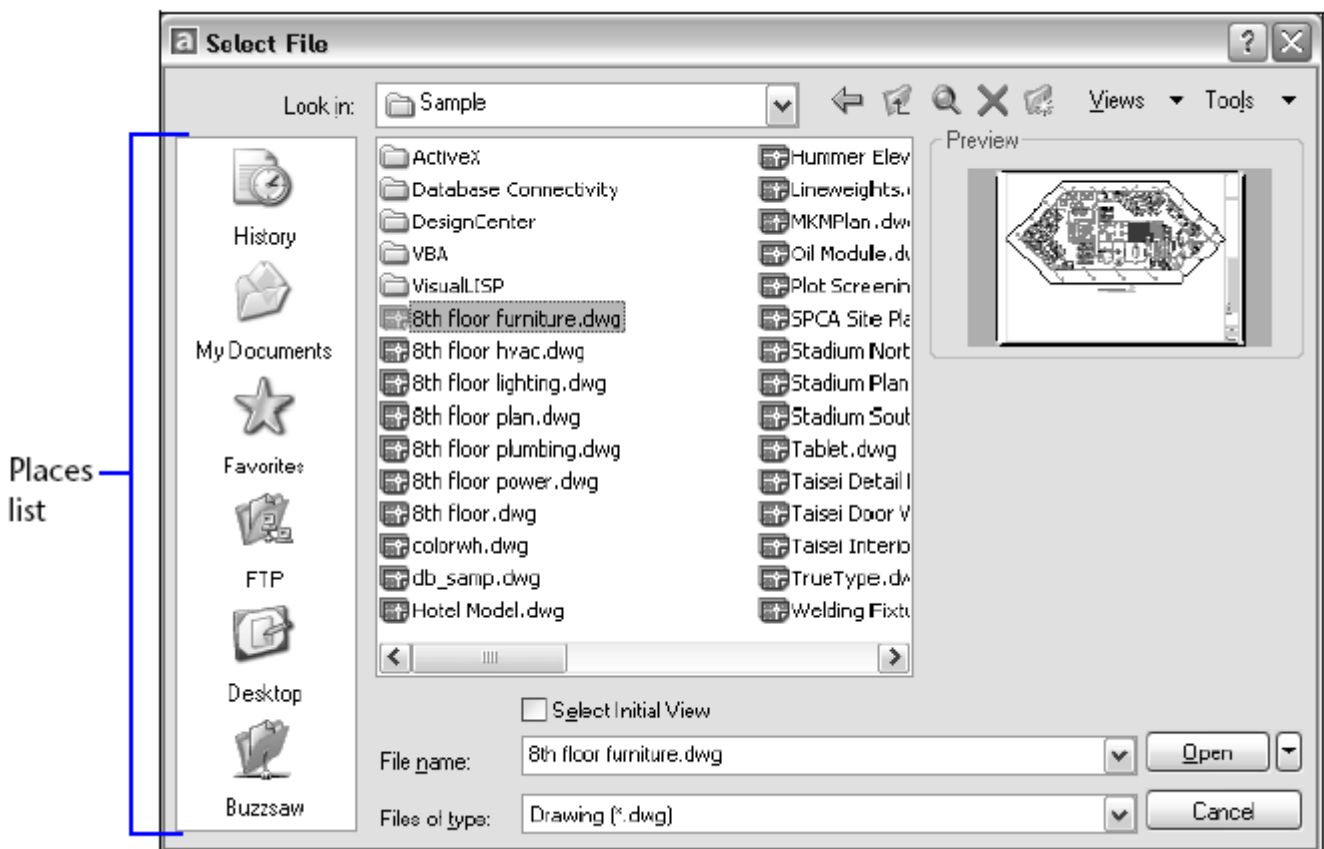 Select File
Look in:
Sample
Views
Tools
Places
list
History
My Documents
Favorites
FTP
Desktop
Buzzsaw
ActiveX
Database Connectivity
DesignCenter
VBA
VisualLISP
8th floor furniture.dwg
8th floor hvac.dwg
8th floor lighting.dwg
8th floor plan.dwg
8th floor plumbing.dwg
8th floor power.dwg
8th floor.dwg
colorwh.dwg
db_samp.dwg
Hotel Model.dwg
Hummer Elev
Lineweights.
MKMPlan.dw
Oil Module.d
Plot Screenin
SPCA Site Pla
Stadium Nort
Stadium Plan
Stadium Sout
Tablet.dwg
Taisei Detail
Taisei Door V
Taisei Interio
TrueType.dw
Welding Fixtu
Preview
Select Initial View
File name:
8th floor furniture.dwg
Open
Files of type:
Drawing (*.dwg)
Cancel